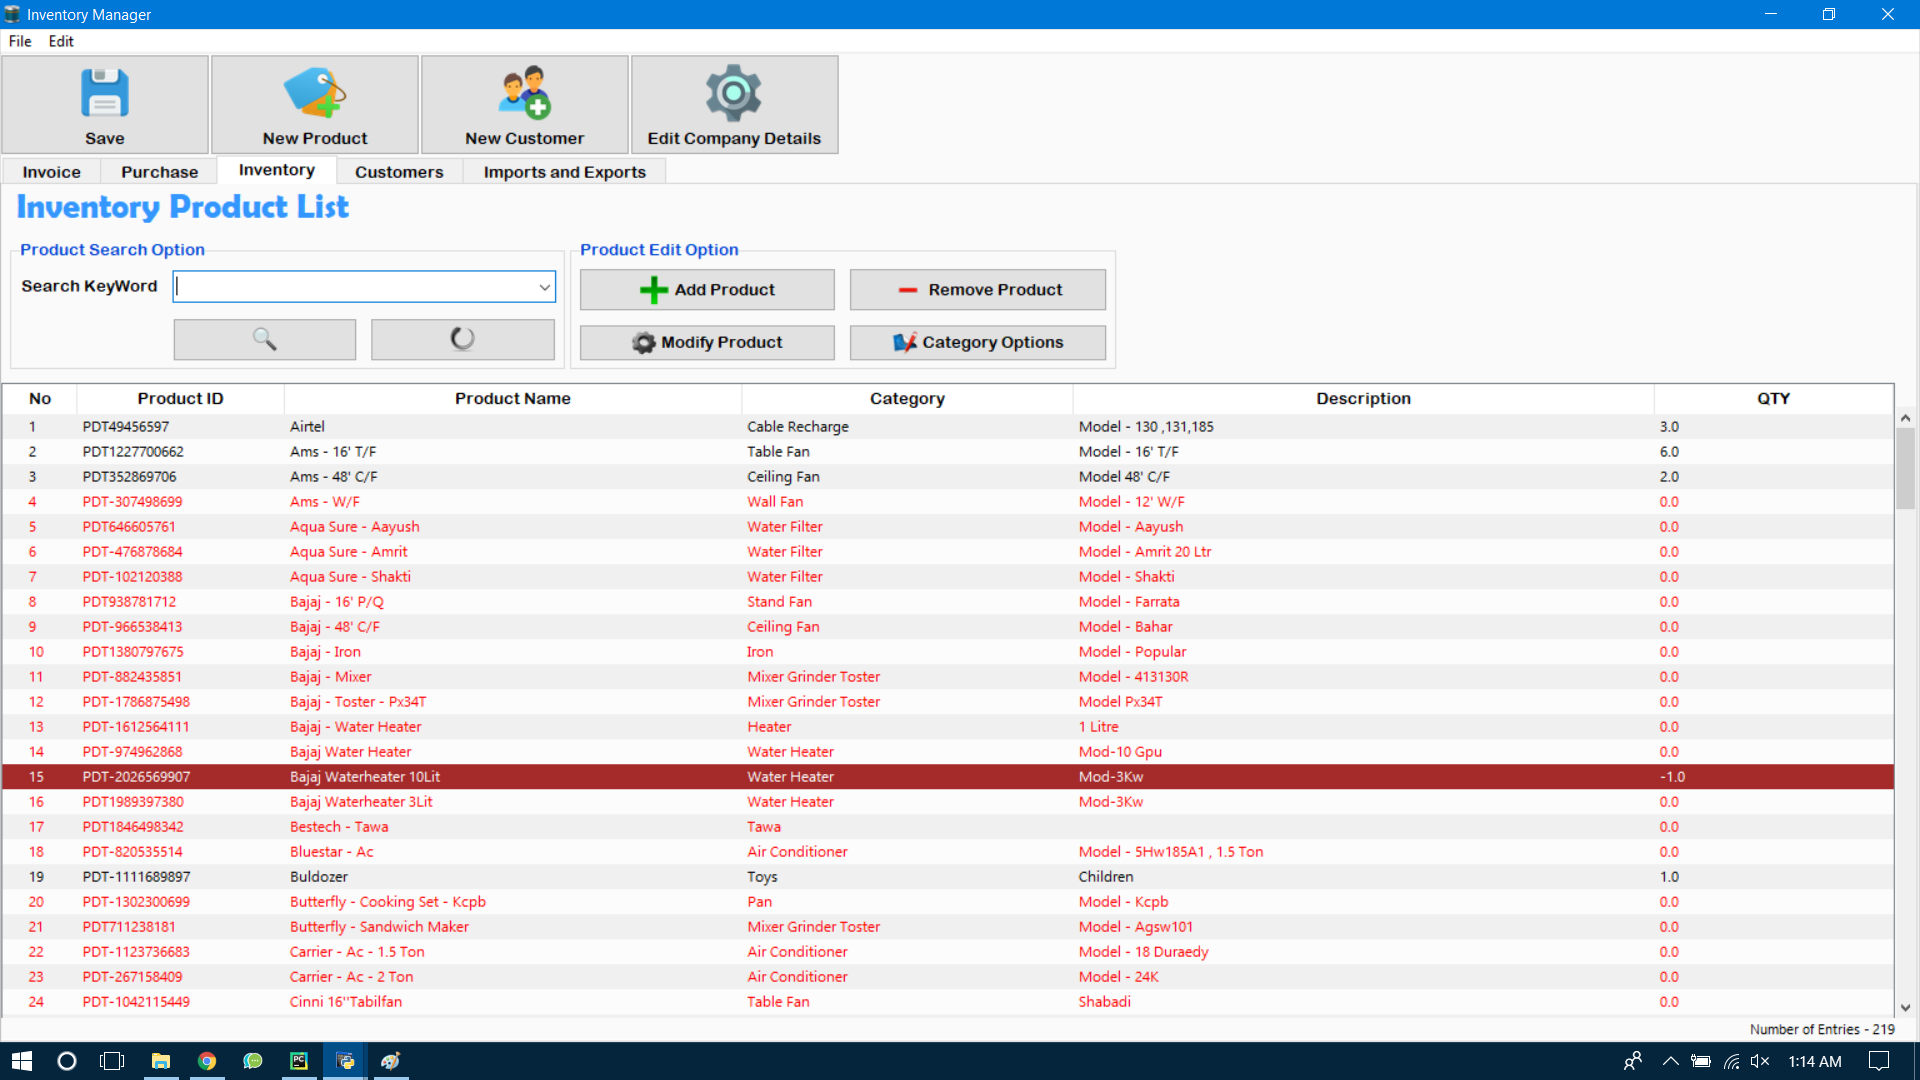 Inventory Manager
File Edit
Save New Product New Customer Edit Company Details
Invoice Purchase Inventory Customers Imports and Exports
Inventory Product List
Product Search Option Product Edit Option
Search KeyWord Add Product Remove Product
Modify Product Category Options
No Product ID Product Name Category Description QTY
1 PDT49456597 Airtel Cable Recharge Model - 130 ,131,185 3.0
2 PDT1227700662 Ams - 16' T/F Table Fan Model - 16' T/F 6.0
3 PDT352869706 Ams - 48' C/F Ceiling Fan Model 48' C/F 2.0
4 PDT-307498699 Ams - W/F Wall Fan Model - 12' W/F 0.0
5 PDT646605761 Aqua Sure - Aayush Water Filter Model - Aayush 0.0
6 PDT-476878684 Aqua Sure - Amrit Water Filter Model - Amrit 20 Ltr 0.0
7 PDT-102120388 Aqua Sure - Shakti Water Filter Model - Shakti 0.0
8 PDT938781712 Bajaj - 16' P/Q Stand Fan Model - Farrata 0.0
9 PDT-966538413 Bajaj - 48' C/F Ceiling Fan Model - Bahar 0.0
10 PDT1380797675 Bajaj - Iron Iron Model - Popular 0.0
11 PDT-882435851 Bajaj - Mixer Mixer Grinder Toster Model - 413130R 0.0
12 PDT-1786875498 Bajaj - Toster - Px34T Mixer Grinder Toster Model Px34T 0.0
13 PDT-1612564111 Bajaj - Water Heater Heater 1 Litre 0.0
14 PDT-974962868 Bajaj Water Heater Water Heater Mod-10 Gpu 0.0
15 PDT-2026569907 Bajaj Waterheater 10Lit Water Heater Mod-3Kw -1.0
16 PDT1989397380 Bajaj Waterheater 3Lit Water Heater Mod-3Kw 0.0
17 PDT1846498342 Bestech - Tawa Tawa 0.0
18 PDT-820535514 Bluestar - Ac Air Conditioner Model - 5Hw185A1 , 1.5 Ton 0.0
19 PDT-1111689897 Buldozer Toys Children 1.0
20 PDT-1302300699 Butterfly - Cooking Set - Kcpb Pan Model - Kcpb 0.0
21 PDT711238181 Butterfly - Sandwich Maker Mixer Grinder Toster Model - Agsw101 0.0
22 PDT-1123736683 Carrier - Ac - 1.5 Ton Air Conditioner Model - 18 Duraedy 0.0
23 PDT-267158409 Carrier - Ac - 2 Ton Air Conditioner Model - 24K 0.0
24 PDT-1042115449 Cinni 16''Tabilfan Table Fan Shabadi 0.0
Number of Entries - 219
PC 1:14 AM